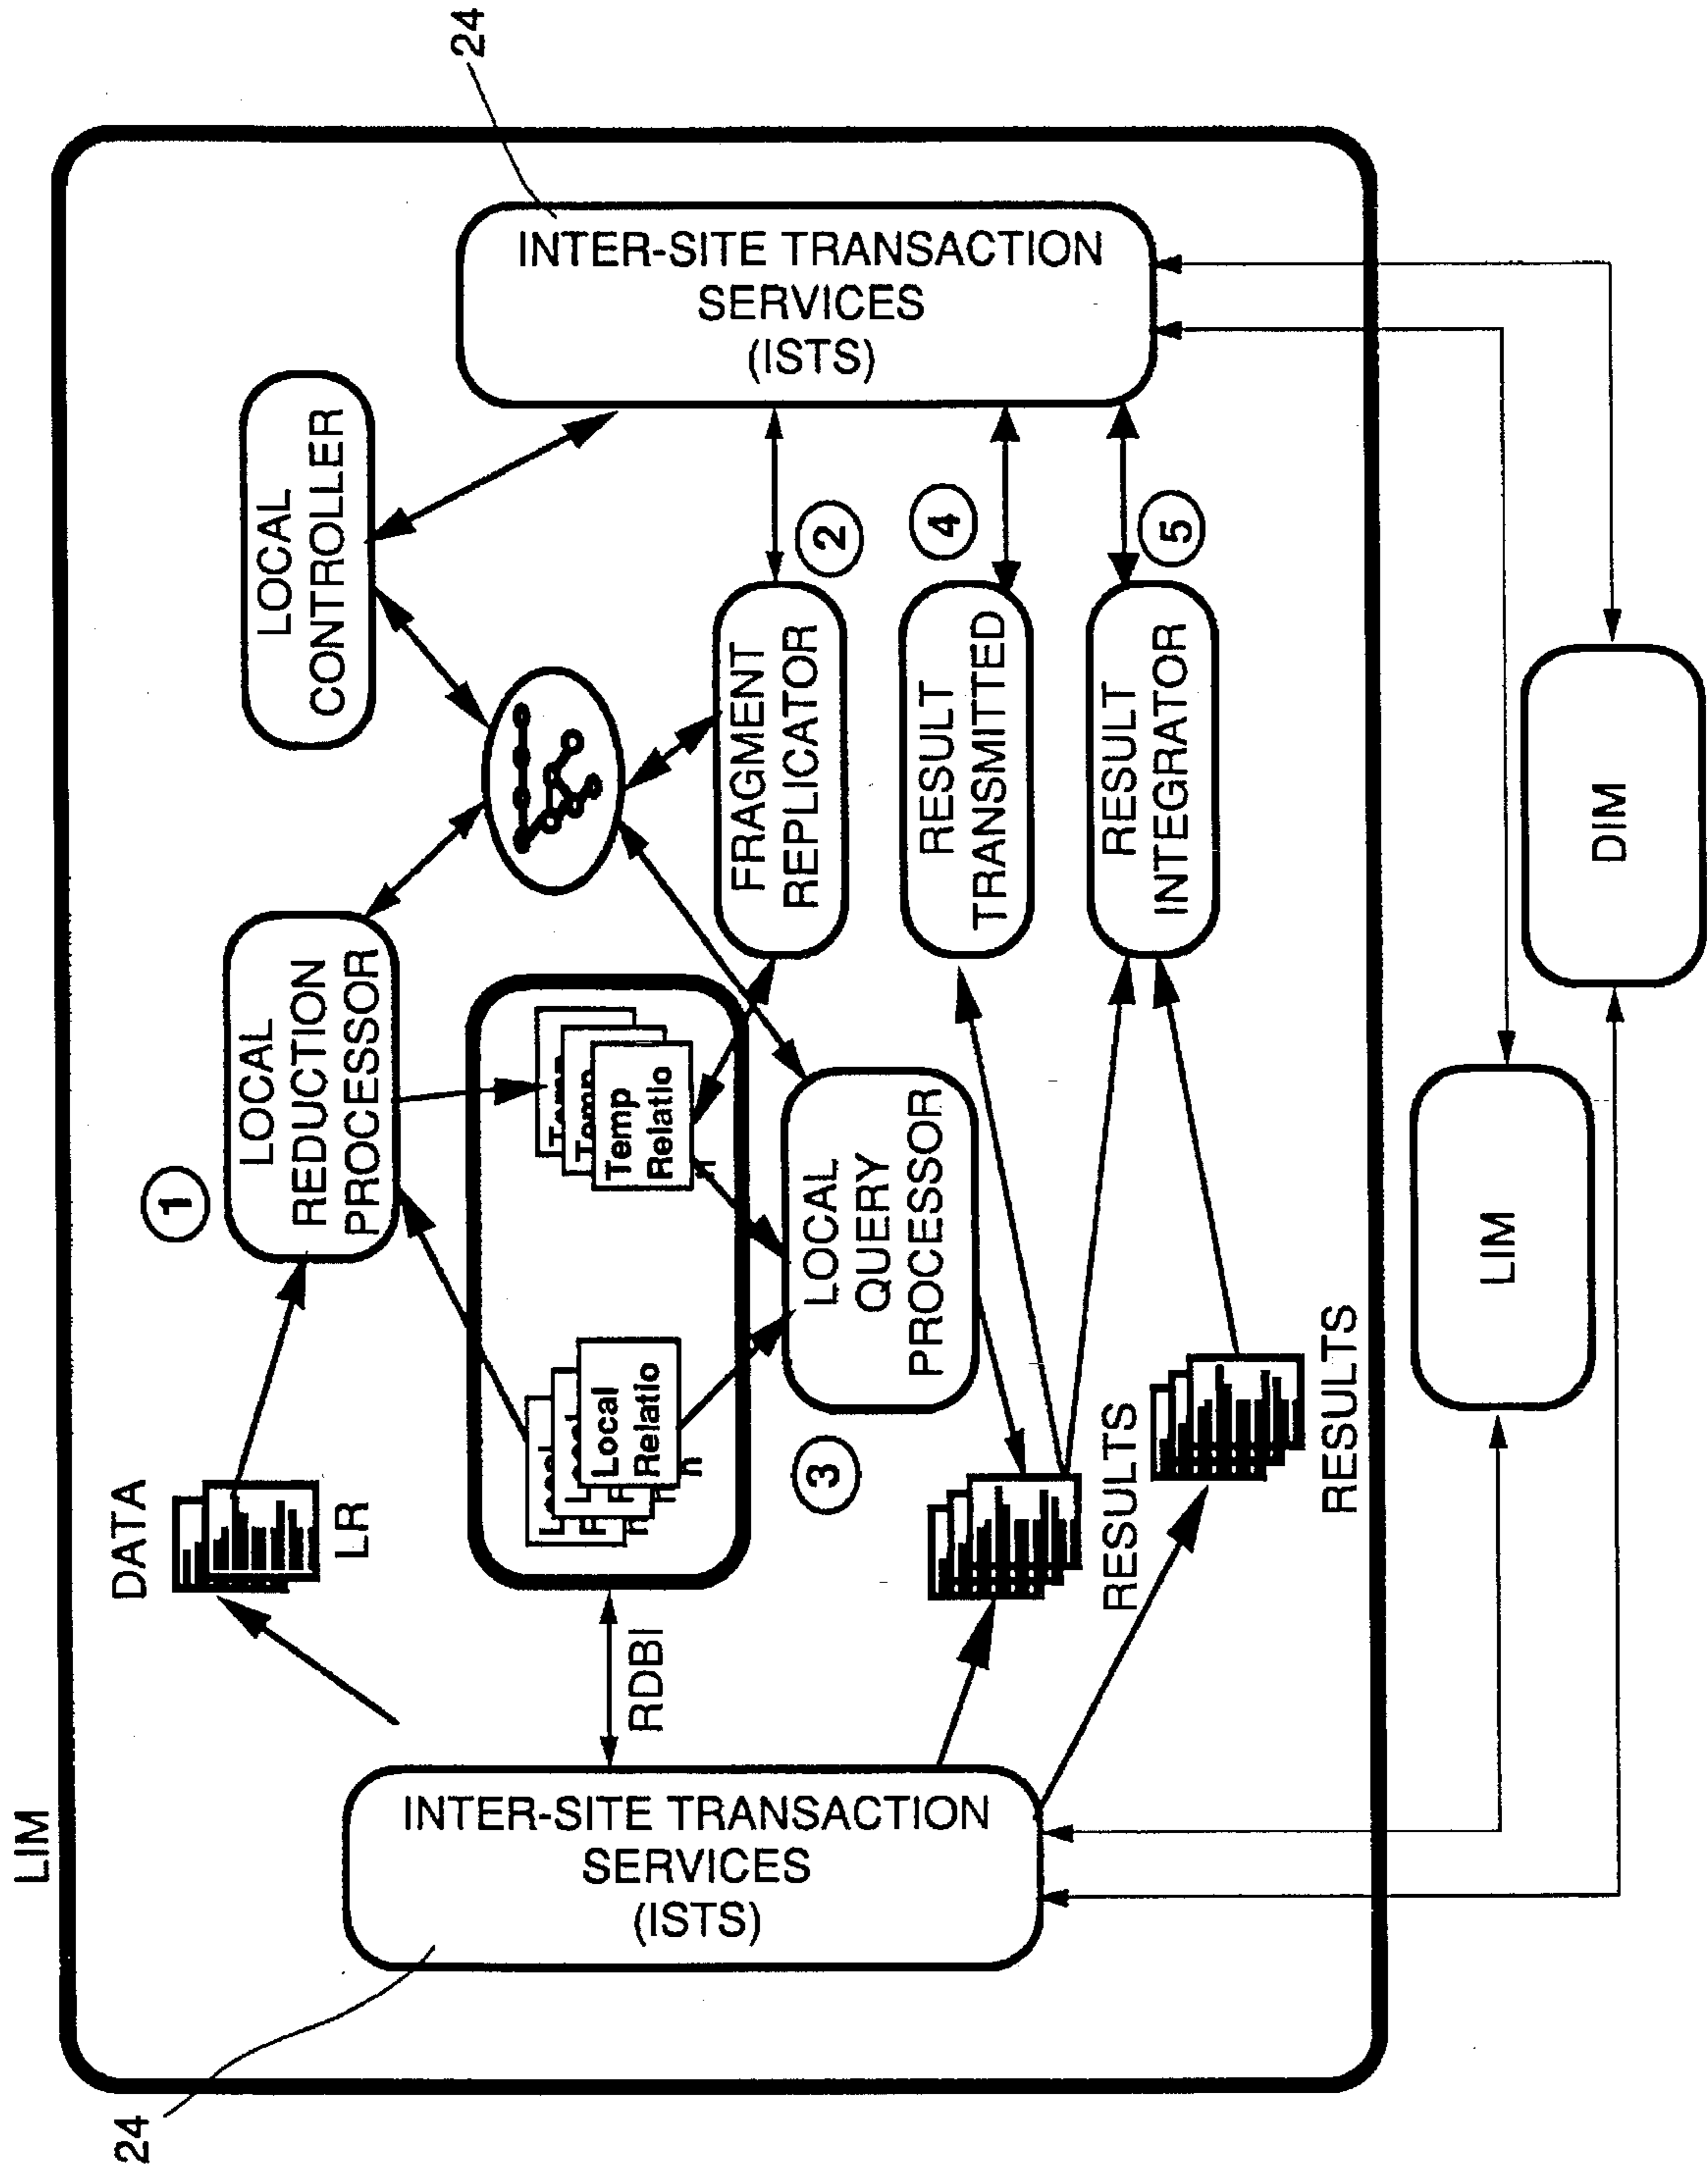 LIM
24
INTER-SITE TRANSACTION
SERVICES
(ISTS)
DATA
LR
RDBI
1
LOCAL
REDUCTION
PROCESSOR
LOCAL
CONTROLLER
24
INTER-SITE TRANSACTION
SERVICES
(ISTS)
Local
Relatio
n
Temp
Relatio
n
Temp
FRAGMENT
REPLICATOR
2
3
LOCAL
QUERY
PROCESSOR
RESULT
TRANSMITTED
4
RESULT
INTEGRATOR
5
RESULTS
RESULTS
LIM
DIM